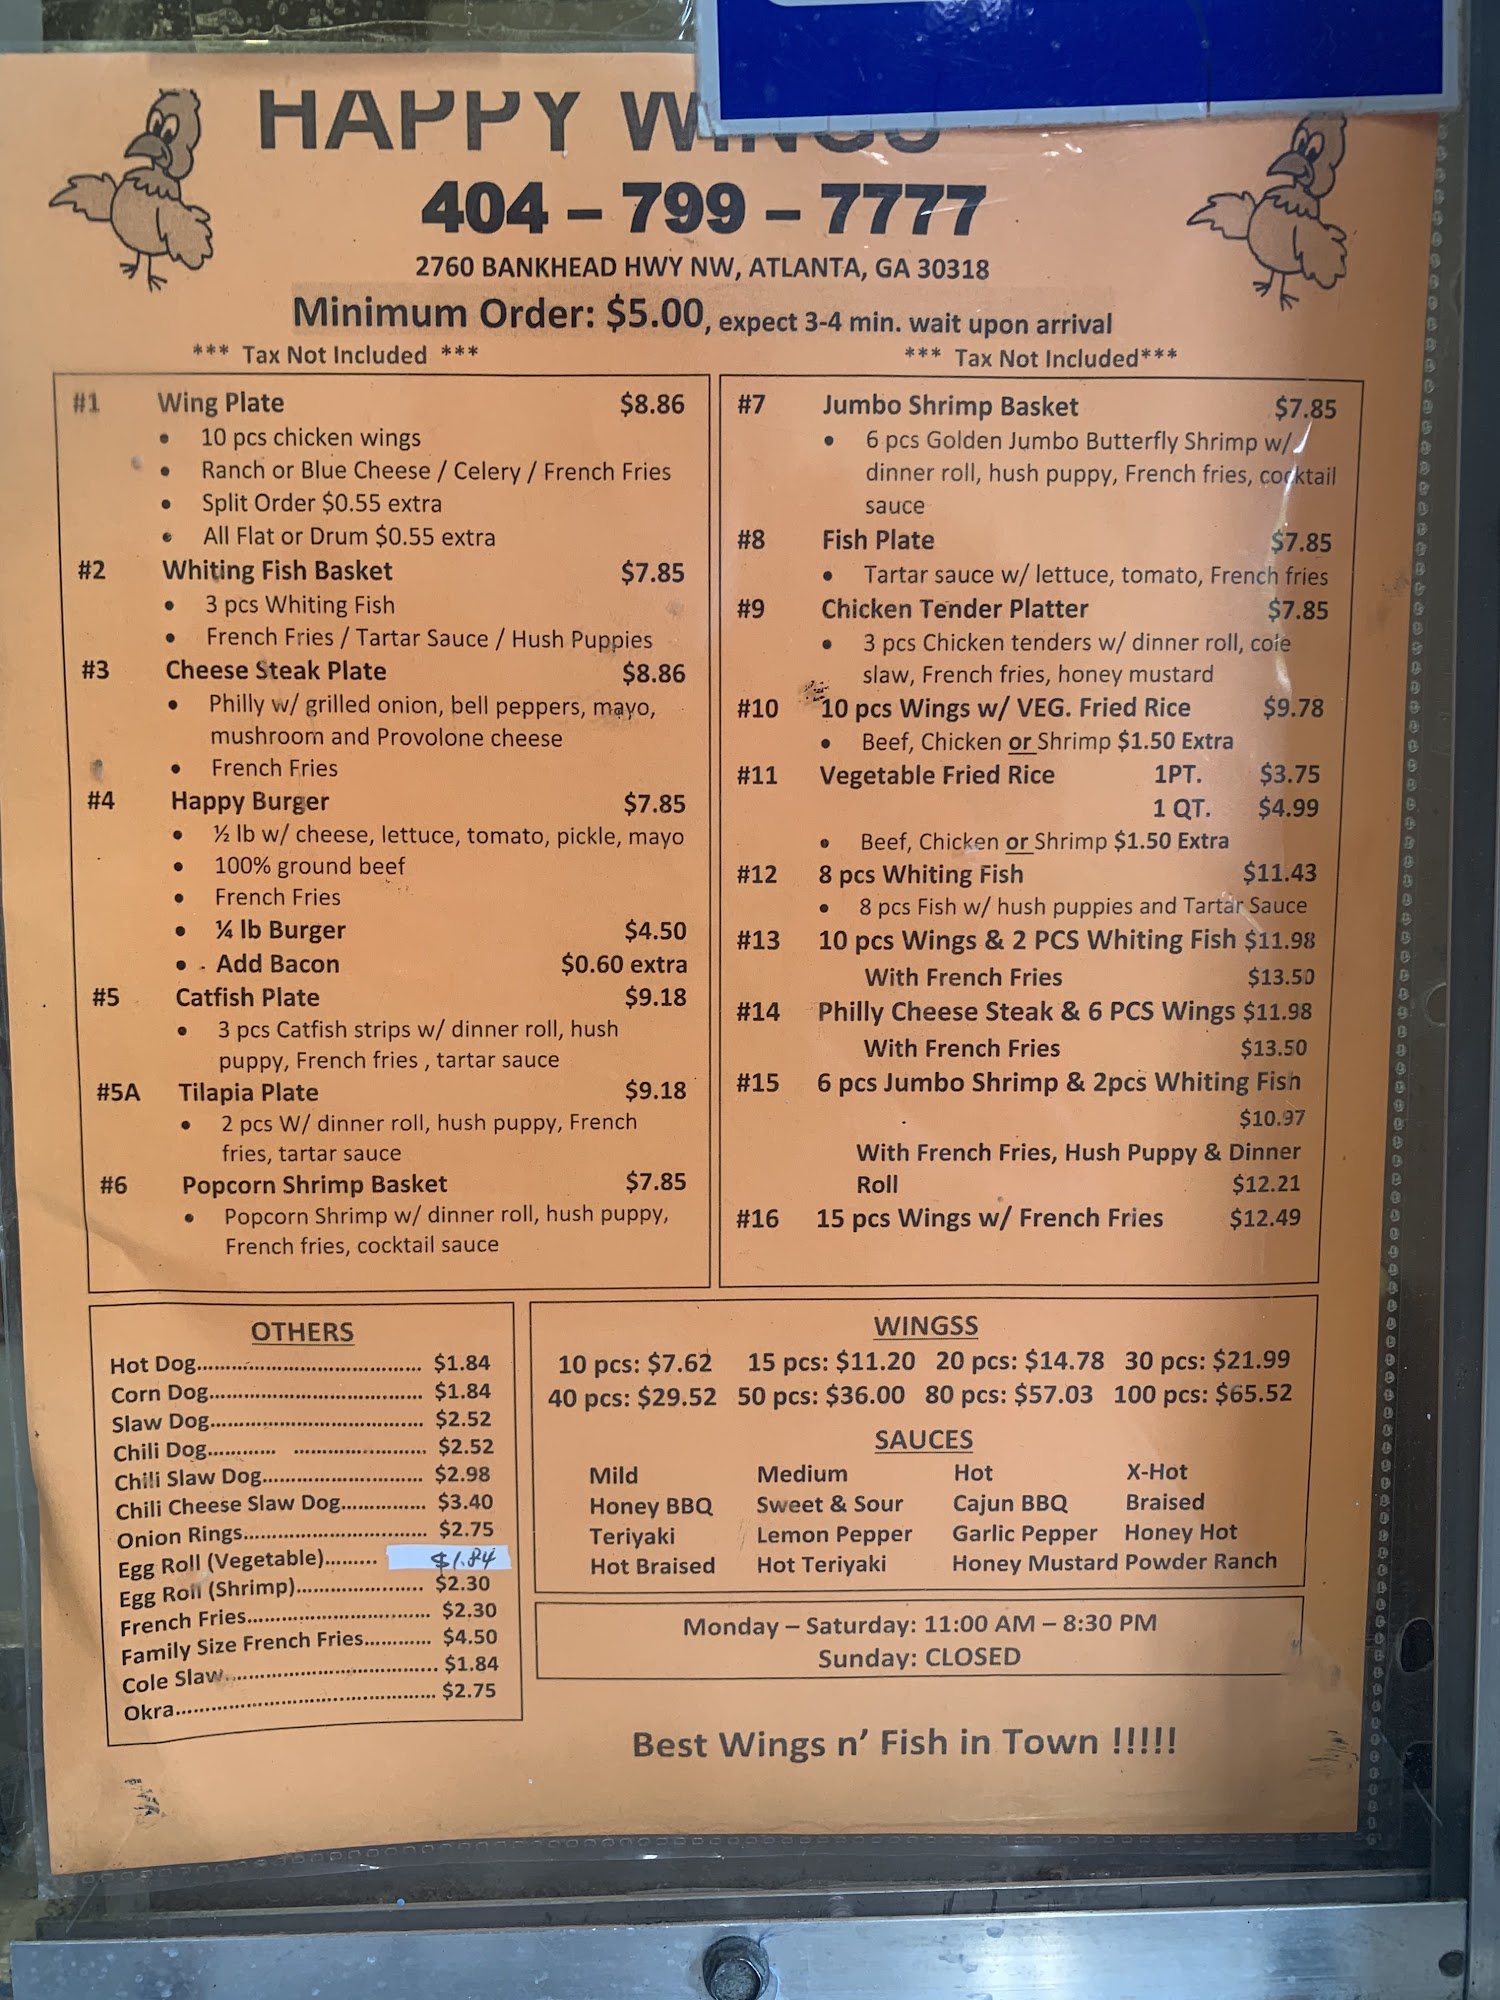 HAPPY WINGS
404 – 799 – 7777
2760 BANKHEAD HWY NW, ATLANTA, GA 30318
Minimum Order: $5.00, expect 3-4 min. wait upon arrival
*** Tax Not Included ***
*** Tax Not Included***
#1 Wing Plate $8.86
• 10 pcs chicken wings
• Ranch or Blue Cheese / Celery / French Fries
• Split Order $0.55 extra
• All Flat or Drum $0.55 extra
#2 Whiting Fish Basket $7.85
• 3 pcs Whiting Fish
• French Fries / Tartar Sauce / Hush Puppies
#3 Cheese Steak Plate $8.86
• Philly w/ grilled onion, bell peppers, mayo,
mushroom and Provolone cheese
• French Fries
#4 Happy Burger $7.85
• ½ lb w/ cheese, lettuce, tomato, pickle, mayo
• 100% ground beef
• French Fries
• ¼ lb Burger $4.50
• Add Bacon $0.60 extra
#5 Catfish Plate $9.18
• 3 pcs Catfish strips w/ dinner roll, hush
puppy, French fries , tartar sauce
#5A Tilapia Plate $9.18
• 2 pcs W/ dinner roll, hush puppy, French
fries, tartar sauce
#6 Popcorn Shrimp Basket $7.85
• Popcorn Shrimp w/ dinner roll, hush puppy,
French fries, cocktail sauce
#7 Jumbo Shrimp Basket $7.85
• 6 pcs Golden Jumbo Butterfly Shrimp w/
dinner roll, hush puppy, French fries, cocktail
sauce
#8 Fish Plate $7.85
• Tartar sauce w/ lettuce, tomato, French fries
#9 Chicken Tender Platter $7.85
• 3 pcs Chicken tenders w/ dinner roll, cole
slaw, French fries, honey mustard
#10 10 pcs Wings w/ VEG. Fried Rice $9.78
• Beef, Chicken or Shrimp $1.50 Extra
#11 Vegetable Fried Rice 1PT. $3.75
1 QT. $4.99
• Beef, Chicken or Shrimp $1.50 Extra
#12 8 pcs Whiting Fish $11.43
• 8 pcs Fish w/ hush puppies and Tartar Sauce
#13 10 pcs Wings & 2 PCS Whiting Fish $11.98
With French Fries $13.50
#14 Philly Cheese Steak & 6 PCS Wings $11.98
With French Fries $13.50
#15 6 pcs Jumbo Shrimp & 2pcs Whiting Fish
$10.97
With French Fries, Hush Puppy & Dinner
Roll $12.21
#16 15 pcs Wings w/ French Fries $12.49
OTHERS
Hot Dog........................................ $1.84
Corn Dog...................................... $1.84
Slaw Dog...................................... $2.52
Chili Dog............ ........................ $2.52
Chili Slaw Dog............................ $2.98
Chili Cheese Slaw Dog............... $3.40
Onion Rings................................ $2.75
Egg Roll (Vegetable)......... $1.84
Egg Roll (Shrimp)....................... $2.30
French Fries................................ $2.30
Family Size French Fries............ $4.50
Cole Slaw..................................... $1.84
Okra.............................................. $2.75
WINGSS
10 pcs: $7.62 15 pcs: $11.20 20 pcs: $14.78 30 pcs: $21.99
40 pcs: $29.52 50 pcs: $36.00 80 pcs: $57.03 100 pcs: $65.52
SAUCES
Mild Medium Hot X-Hot
Honey BBQ Sweet & Sour Cajun BBQ Braised
Teriyaki Lemon Pepper Garlic Pepper Honey Hot
Hot Braised Hot Teriyaki Honey Mustard Powder Ranch
Monday – Saturday: 11:00 AM – 8:30 PM
Sunday: CLOSED
Best Wings n' Fish in Town !!!!!